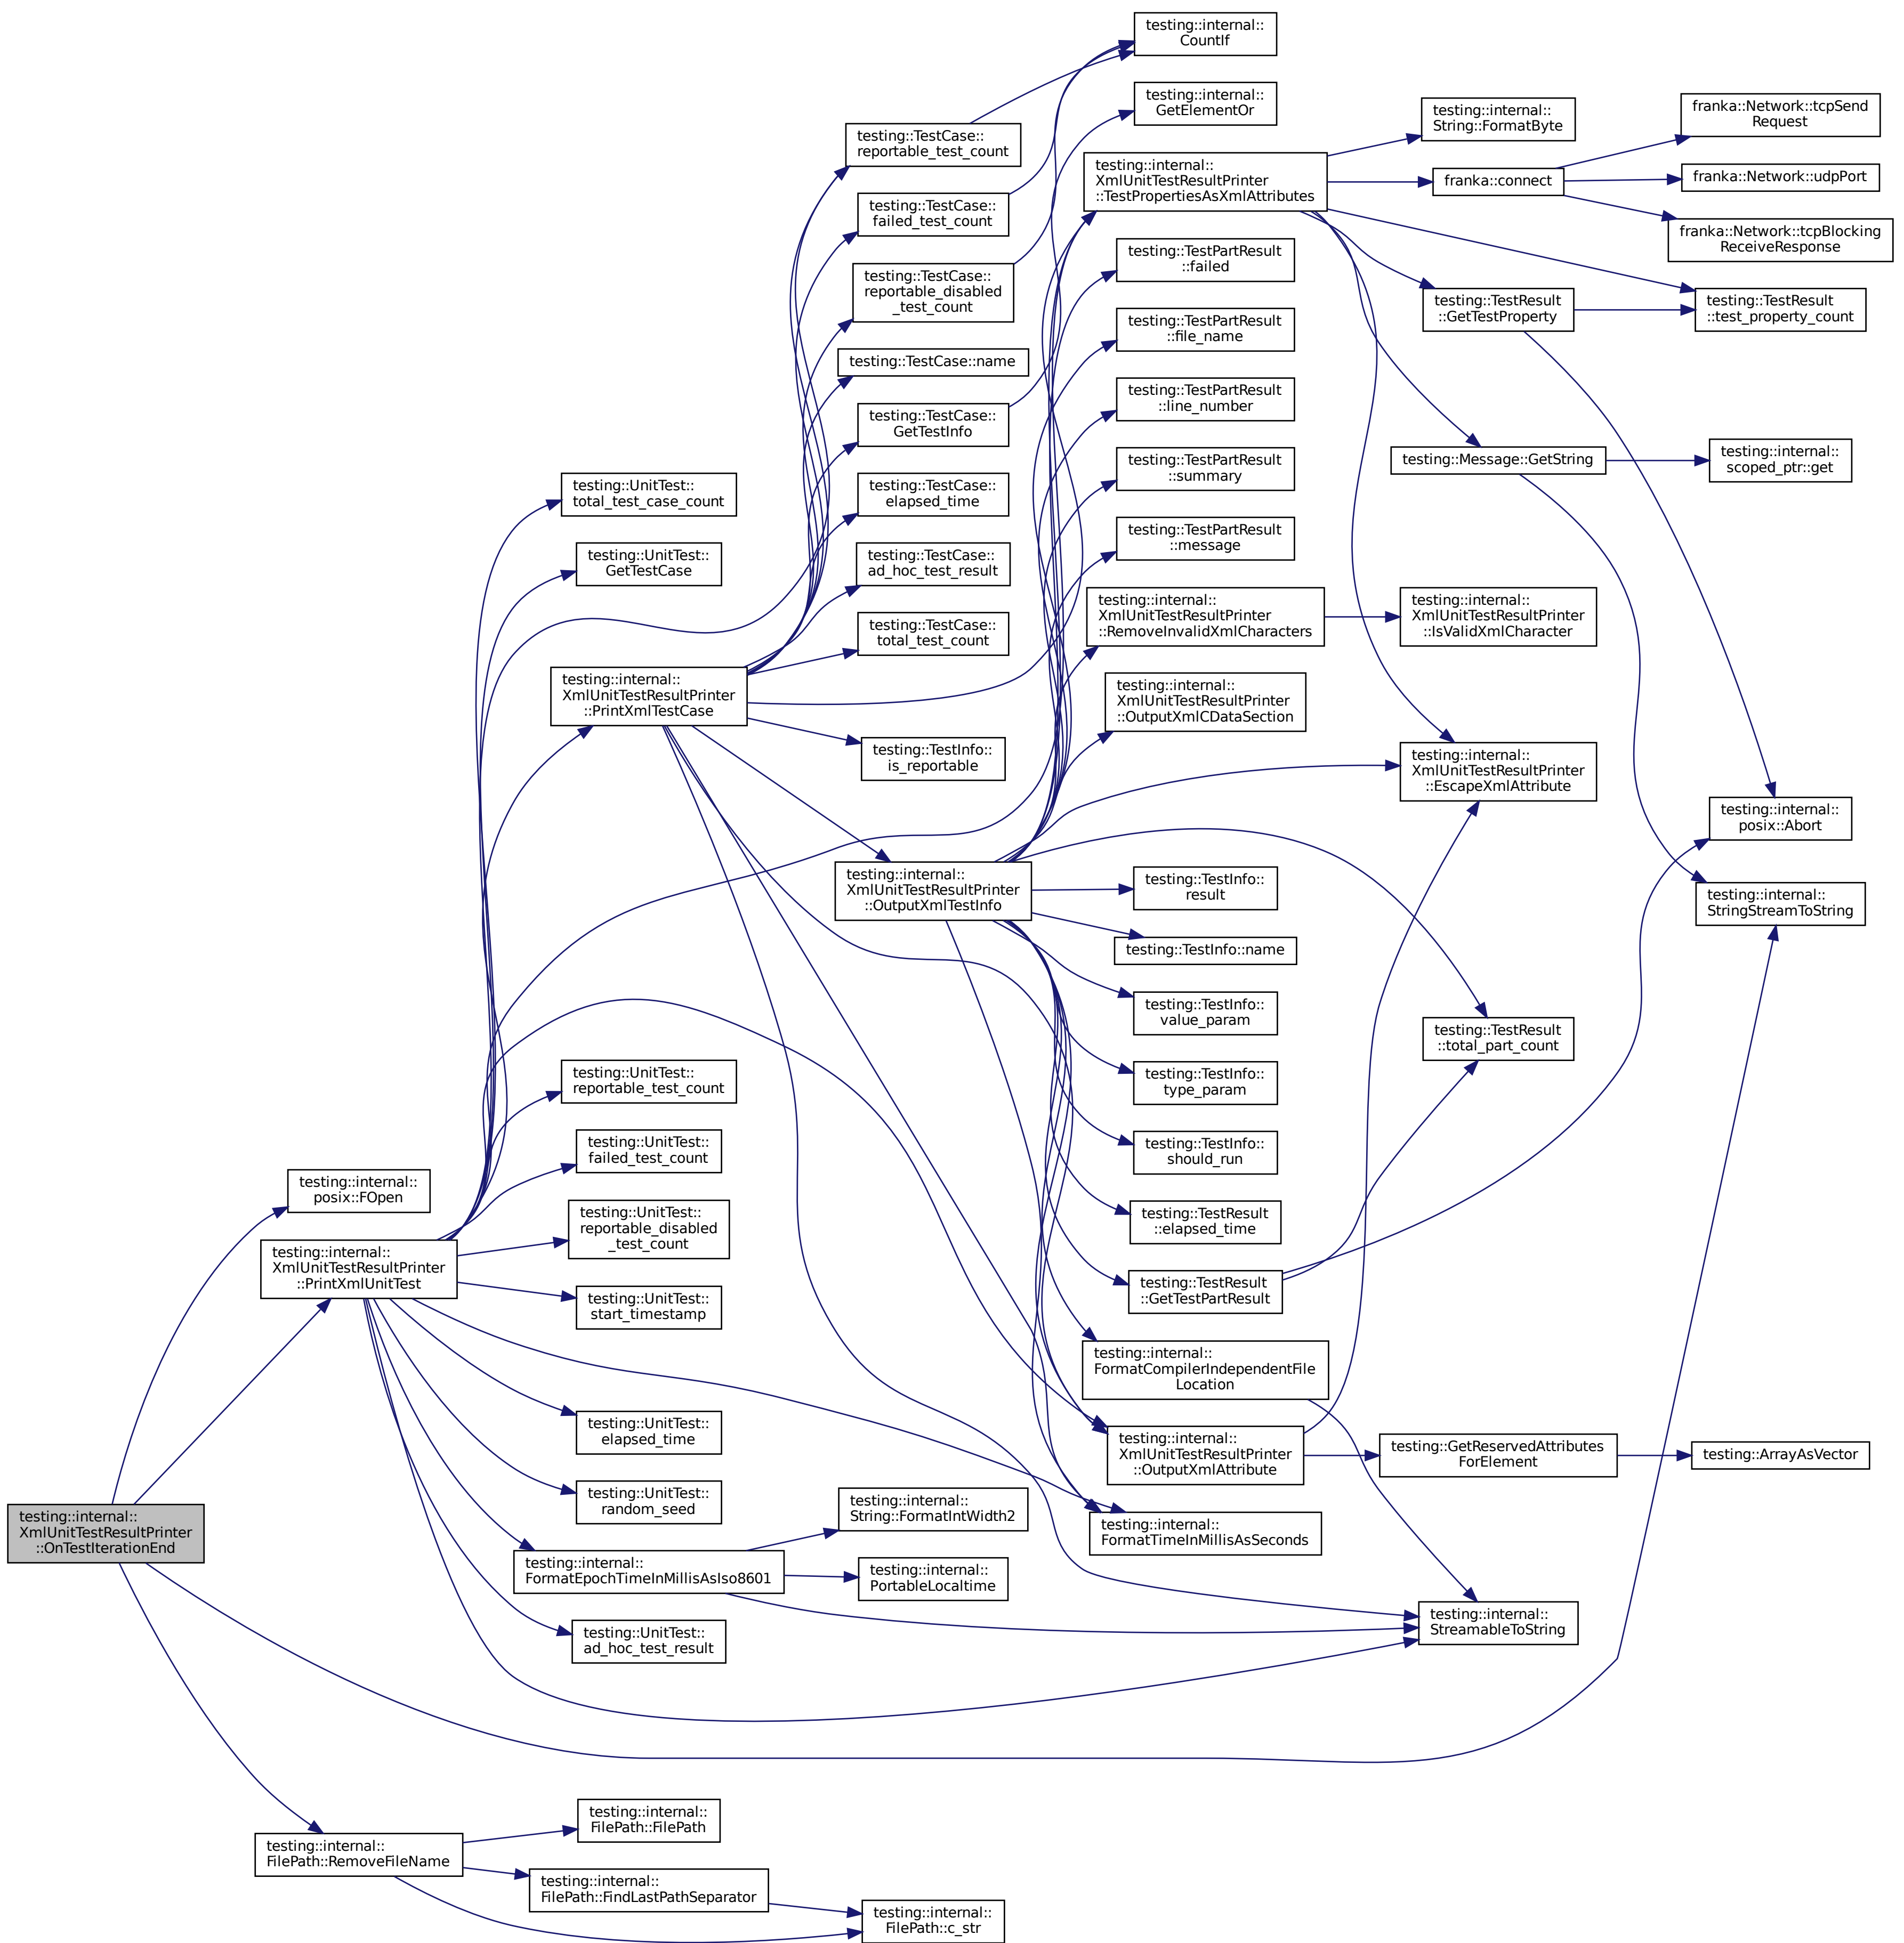 testing::internal::
CountIf
testing::internal::
GetElementOr
testing::TestCase::
reportable_test_count
testing::internal::
String::FormatByte
franka::Network::tcpSend
Request
testing::internal::
XmlUnitTestResultPrinter
::TestPropertiesAsXmlAttributes
franka::connect
franka::Network::udpPort
testing::TestCase::
failed_test_count
franka::Network::tcpBlocking
ReceiveResponse
testing::TestPartResult
::failed
testing::TestCase::
reportable_disabled
_test_count
testing::TestResult
::GetTestProperty
testing::TestResult
::test_property_count
testing::TestPartResult
::file_name
testing::TestCase::name
testing::TestPartResult
::line_number
testing::TestCase::
GetTestInfo
testing::Message::GetString
testing::internal::
scoped_ptr::get
testing::TestPartResult
::summary
testing::UnitTest::
total_test_case_count
testing::TestCase::
elapsed_time
testing::TestPartResult
::message
testing::UnitTest::
GetTestCase
testing::TestCase::
ad_hoc_test_result
testing::internal::
XmlUnitTestResultPrinter
::RemoveInvalidXmlCharacters
testing::internal::
XmlUnitTestResultPrinter
::IsValidXmlCharacter
testing::TestCase::
total_test_count
testing::internal::
XmlUnitTestResultPrinter
::PrintXmlTestCase
testing::internal::
XmlUnitTestResultPrinter
::OutputXmlCDataSection
testing::TestInfo::
is_reportable
testing::internal::
XmlUnitTestResultPrinter
::EscapeXmlAttribute
testing::internal::
posix::Abort
testing::internal::
XmlUnitTestResultPrinter
::OutputXmlTestInfo
testing::TestInfo::
result
testing::internal::
StringStreamToString
testing::TestInfo::name
testing::TestInfo::
value_param
testing::TestResult
::total_part_count
testing::UnitTest::
reportable_test_count
testing::TestInfo::
type_param
testing::UnitTest::
failed_test_count
testing::TestInfo::
should_run
testing::internal::
posix::FOpen
testing::UnitTest::
reportable_disabled
_test_count
testing::TestResult
::elapsed_time
testing::internal::
XmlUnitTestResultPrinter
::PrintXmlUnitTest
testing::UnitTest::
start_timestamp
testing::TestResult
::GetTestPartResult
testing::internal::
FormatCompilerIndependentFile
Location
testing::UnitTest::
elapsed_time
testing::internal::
XmlUnitTestResultPrinter
::OutputXmlAttribute
testing::GetReservedAttributes
ForElement
testing::ArrayAsVector
testing::UnitTest::
random_seed
testing::internal::
String::FormatIntWidth2
testing::internal::
FormatTimeInMillisAsSeconds
testing::internal::
XmlUnitTestResultPrinter
::OnTestIterationEnd
testing::internal::
FormatEpochTimeInMillisAsIso8601
testing::internal::
PortableLocaltime
testing::UnitTest::
ad_hoc_test_result
testing::internal::
StreamableToString
testing::internal::
FilePath::FilePath
testing::internal::
FilePath::RemoveFileName
testing::internal::
FilePath::FindLastPathSeparator
testing::internal::
FilePath::c_str